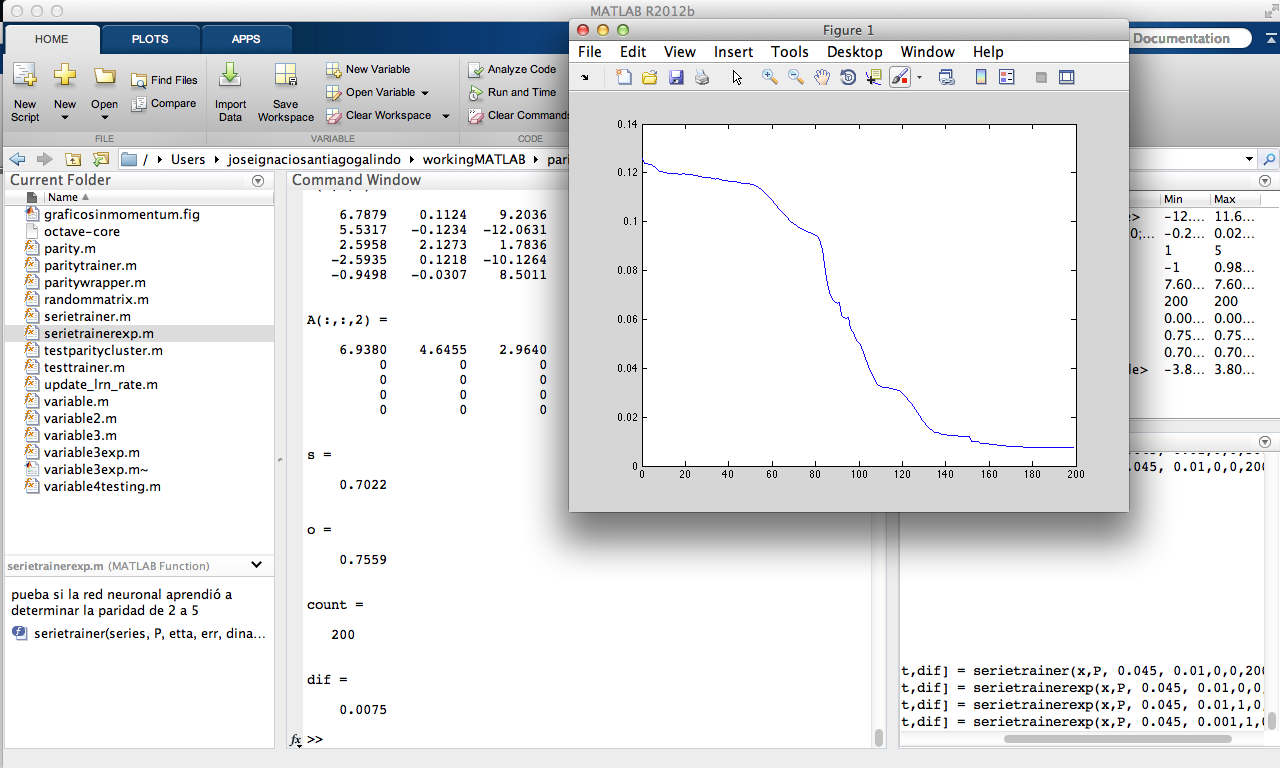 MATLAB R2012b
HOME PLOTS APPS
Documentation
New Script
New
Open
Find Files
Compare
Import Data
Save Workspace
New Variable
Open Variable
Clear Workspace
Analyze Code
Run and Time
Clear Commands
FILE VARIABLE CODE
/ Users joseignaciosantiagogalindo workingMATLAB pari
Current Folder
Name
graficosinmomentum.fig
octave-core
parity.m
paritytrainer.m
paritywrapper.m
randommatrix.m
serietrainer.m
serietrainerexp.m
testparitycluster.m
testtrainer.m
update_lrn_rate.m
variable.m
variable2.m
variable3.m
variable3exp.m
variable3exp.m~
variable4testing.m
serietrainerexp.m (MATLAB Function)
pueba si la red neuronal aprendió a
determinar la paridad de 2 a 5
serietrainer(series, P, etta, err, dina...
Command Window
6.7879 0.1124 9.2036
5.5317 -0.1234 -12.0631
2.5958 2.1273 1.7836
-2.5935 0.1218 -10.1264
-0.9498 -0.0307 8.5011
A(:,:,2) =
6.9380 4.6455 2.9640
0 0 0
0 0 0
0 0 0
0 0 0
s =
0.7022
o =
0.7559
count =
200
dif =
0.0075
fx >>
Figure 1
File Edit View Insert Tools Desktop Window Help
0.14
0.12
0.1
0.08
0.06
0.04
0.02
0
0 20 40 60 80 100 120 140 160 180 200
Min Max
e> -12.... 11.6...
0;... -0.2... 0.02...
1 5
-1 0.98...
7.60... 7.60...
200 200
0.00... 0.00...
0.75... 0.75...
0.70... 0.70...
le> -3.8... 3.80...
.045, 0.01,0,0,200
t,dif] = serietrainer(x,P, 0.045, 0.01,0,0,200
t,dif] = serietrainerexp(x,P, 0.045, 0.01,0,0,
t,dif] = serietrainerexp(x,P, 0.045, 0.01,1,0,
t,dif] = serietrainerexp(x,P, 0.045, 0.001,1,0